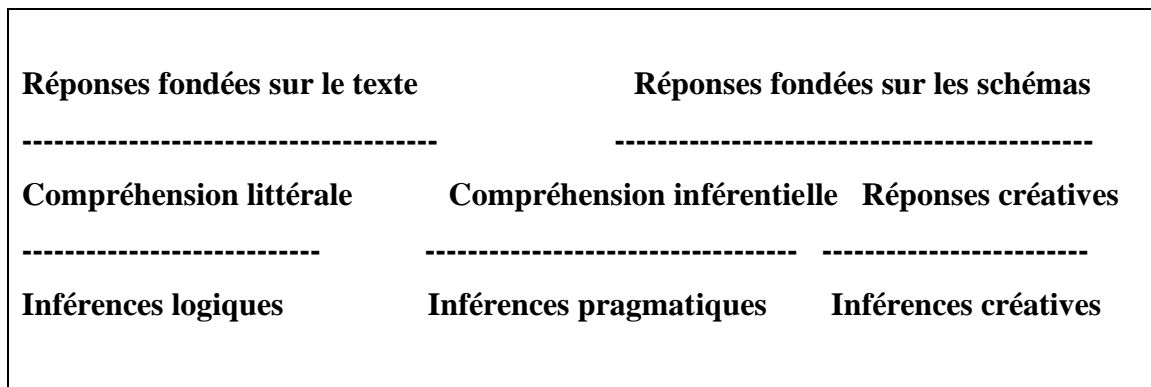 Réponses fondées sur le texte Réponses fondées sur les schémas
--------------------------------------- ---------------------------------------------
Compréhension littérale Compréhension inférentielle Réponses créatives
---------------------------- ----------------------------------- -------------------------
Inférences logiques Inférences pragmatiques Inférences créatives